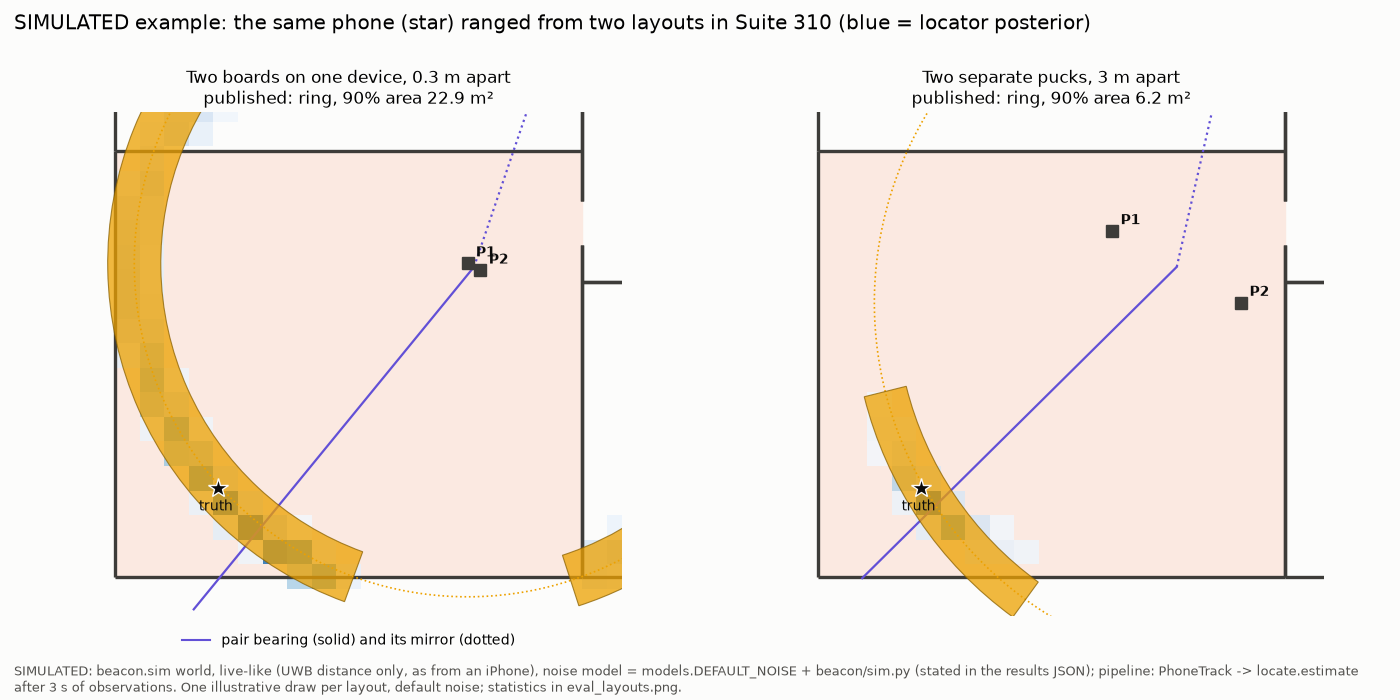 SIMULATED example: the same phone (star) ranged from two layouts in Suite 310 (blue = locator posterior)
Two boards on one device, 0.3 m apart
published: ring, 90% area 22.9 m²
P1
P2
truth
pair bearing (solid) and its mirror (dotted)
Two separate pucks, 3 m apart
published: ring, 90% area 6.2 m²
P1
P2
truth
SIMULATED: beacon.sim world, live-like (UWB distance only, as from an iPhone), noise model = models.DEFAULT_NOISE + beacon/sim.py (stated in the results JSON); pipeline: PhoneTrack -> locate.estimate
after 3 s of observations. One illustrative draw per layout, default noise; statistics in eval_layouts.png.